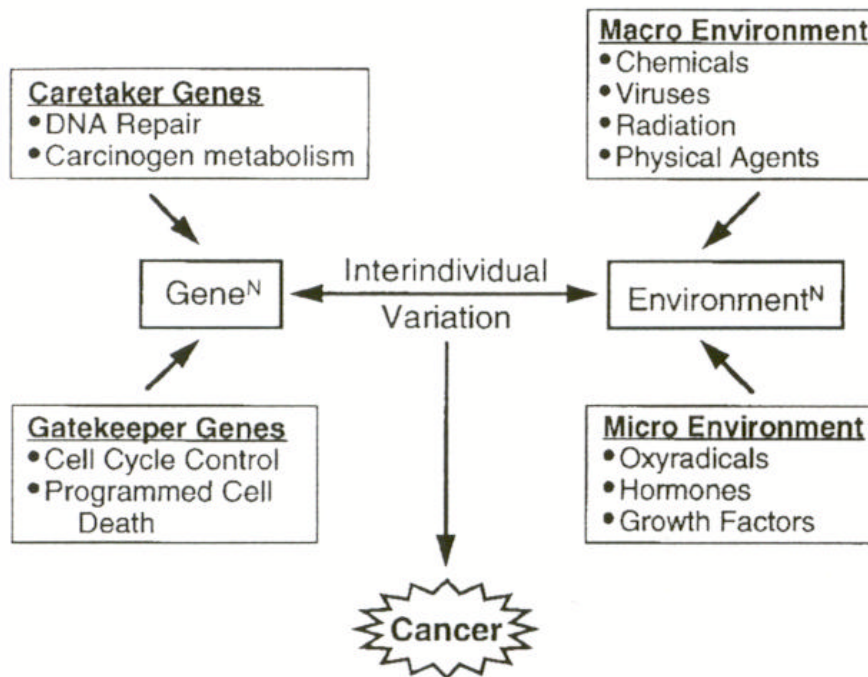 Caretaker Genes
•DNA Repair
•Carcinogen metabolism
Macro Environment
•Chemicals
•Viruses
•Radiation
•Physical Agents
Gene^N
Interindividual
Variation
Environment^N
Gatekeeper Genes
•Cell Cycle Control
•Programmed Cell
Death
Micro Environment
•Oxyradicals
•Hormones
•Growth Factors
Cancer